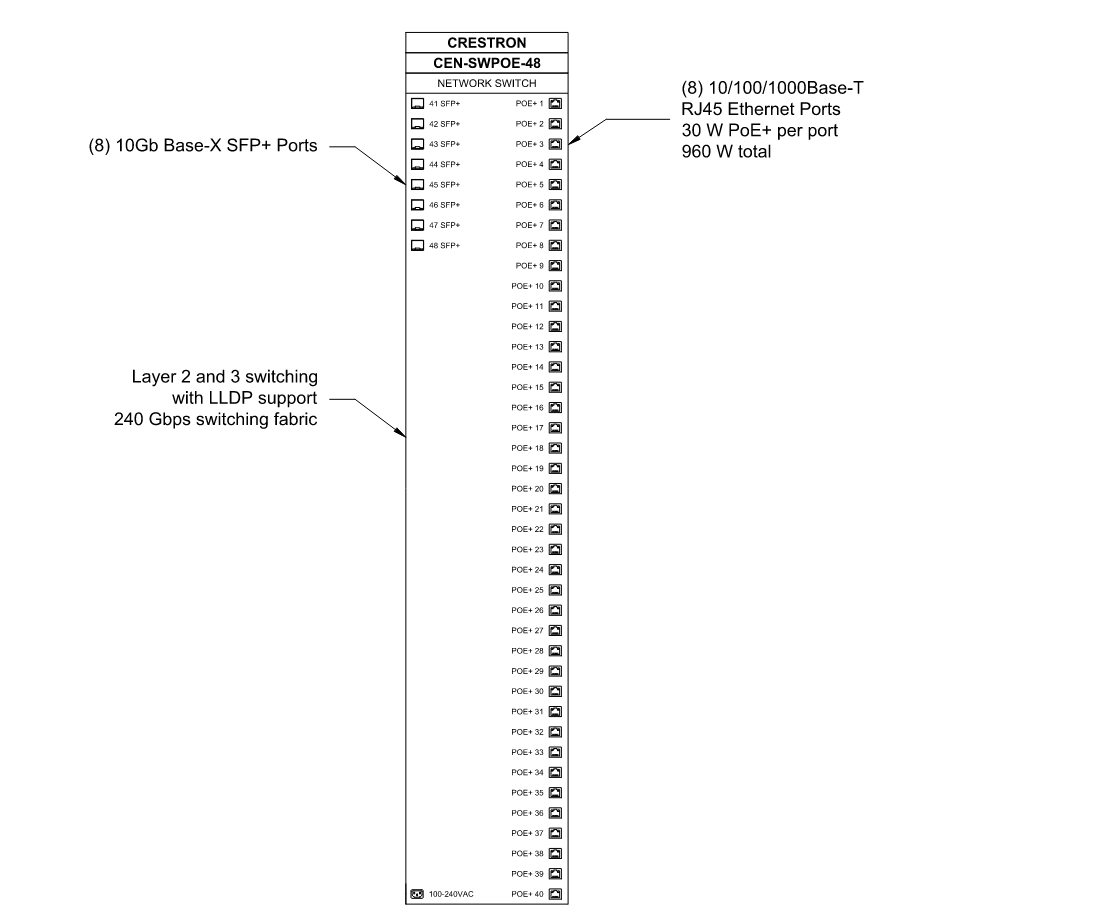 CRESTRON
CEN-SWPOE-48
NETWORK SWITCH
(8) 10Gb Base-X SFP+ Ports
Layer 2 and 3 switching
with LLDP support
240 Gbps switching fabric
41 SFP+
42 SFP+
43 SFP+
44 SFP+
45 SFP+
46 SFP+
47 SFP+
48 SFP+
100-240VAC
POE+ 1
POE+ 2
POE+ 3
POE+ 4
POE+ 5
POE+ 6
POE+ 7
POE+ 8
POE+ 9
POE+ 10
POE+ 11
POE+ 12
POE+ 13
POE+ 14
POE+ 15
POE+ 16
POE+ 17
POE+ 18
POE+ 19
POE+ 20
POE+ 21
POE+ 22
POE+ 23
POE+ 24
POE+ 25
POE+ 26
POE+ 27
POE+ 28
POE+ 29
POE+ 30
POE+ 31
POE+ 32
POE+ 33
POE+ 34
POE+ 35
POE+ 36
POE+ 37
POE+ 38
POE+ 39
POE+ 40
(8) 10/100/1000Base-T
RJ45 Ethernet Ports
30 W PoE+ per port
960 W total